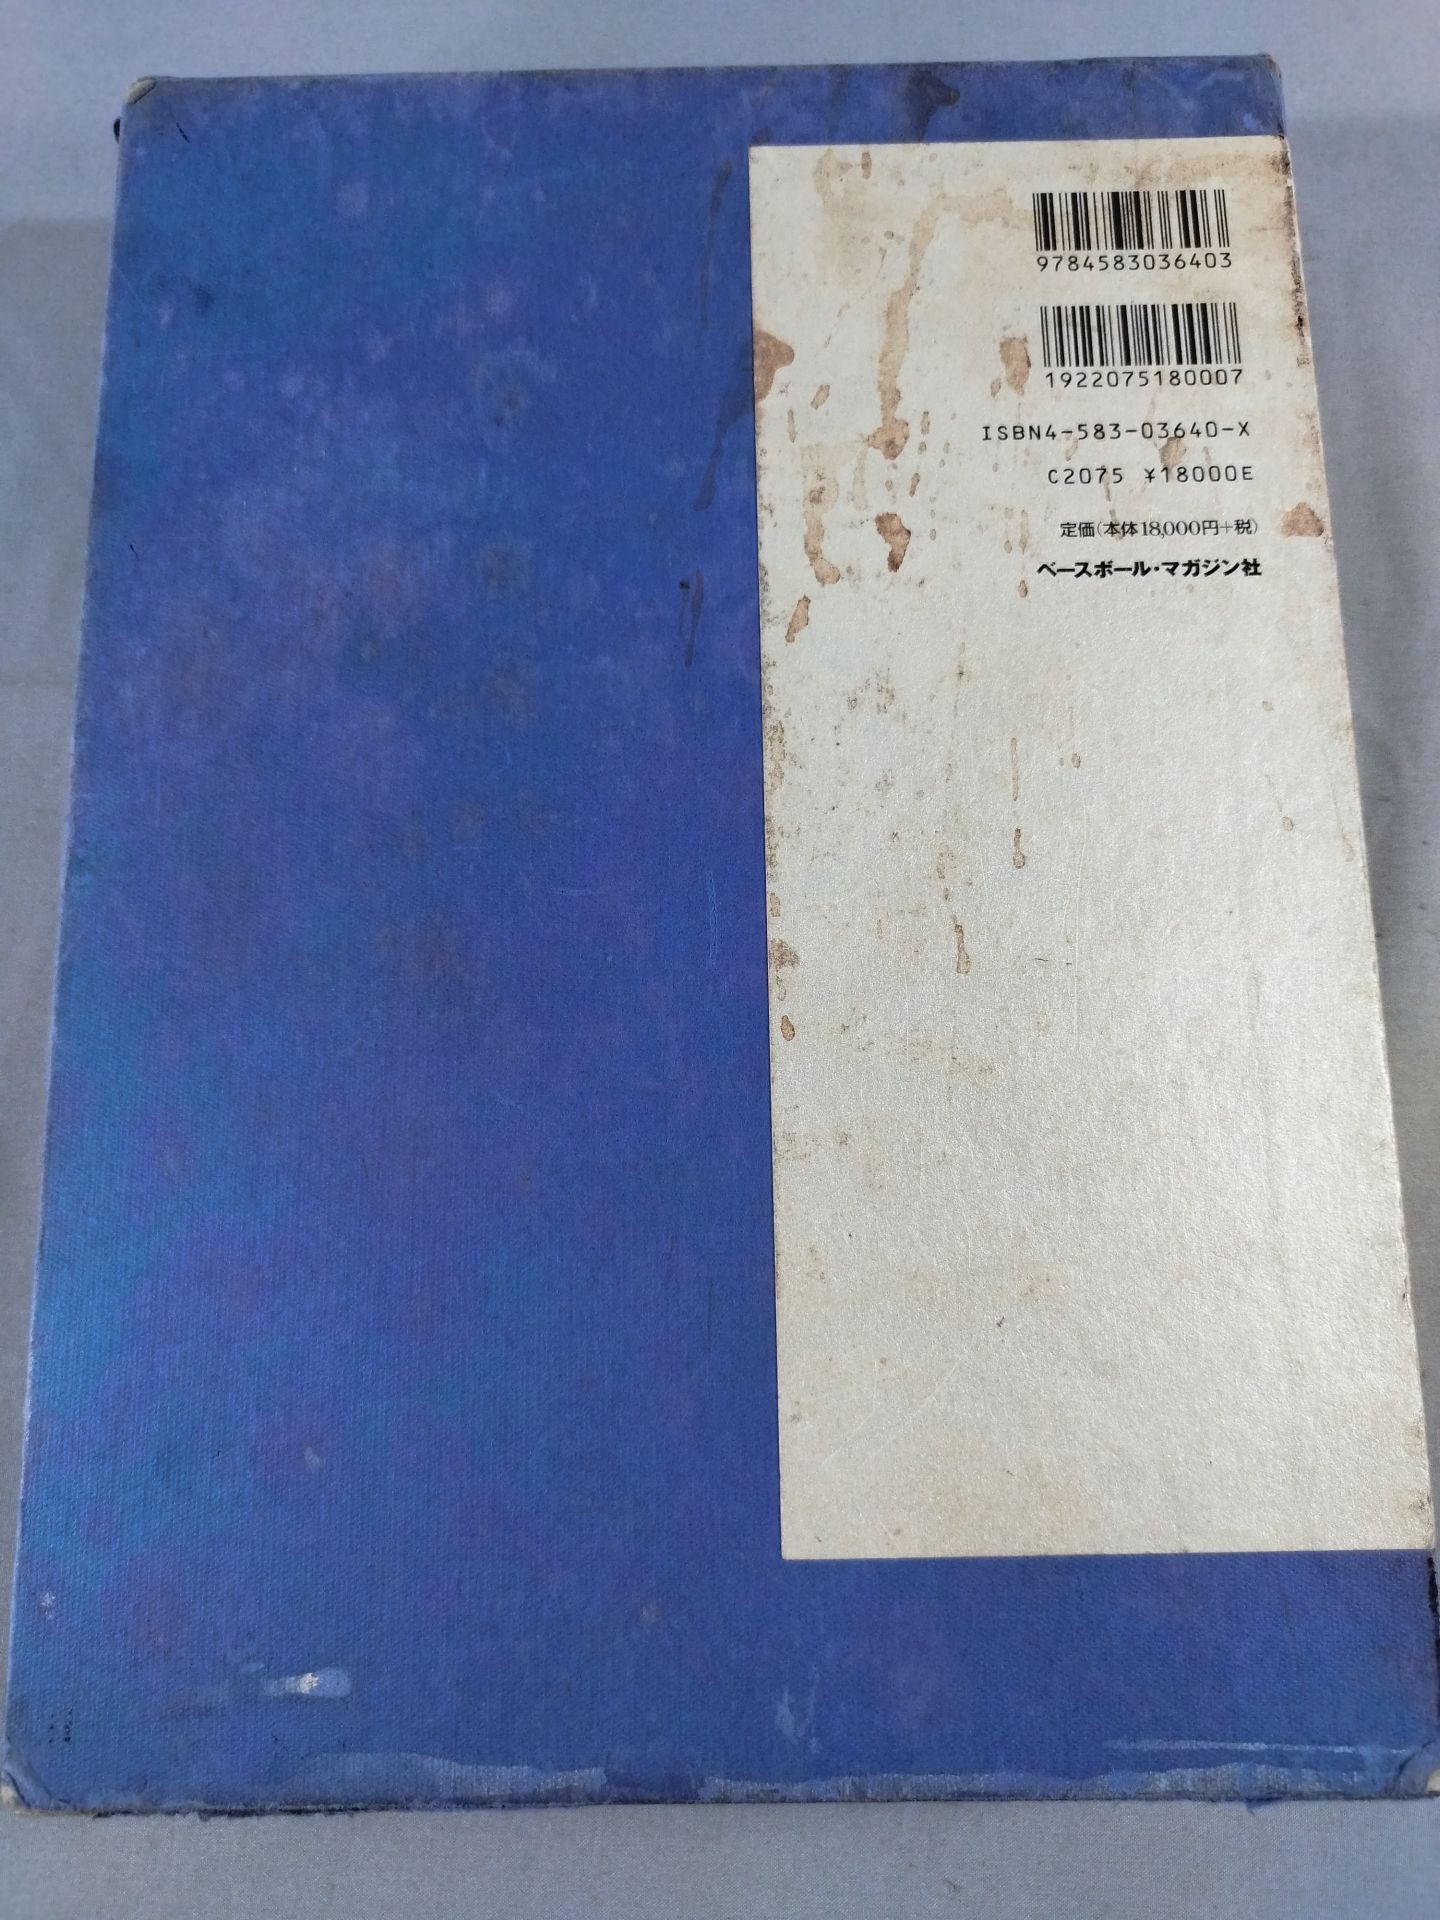 9784583036403
1922075180007
ISBN4-583-03640-X
C2075 ¥18000E
定価(本体18,000円+税)
ベースボール・マガジン社